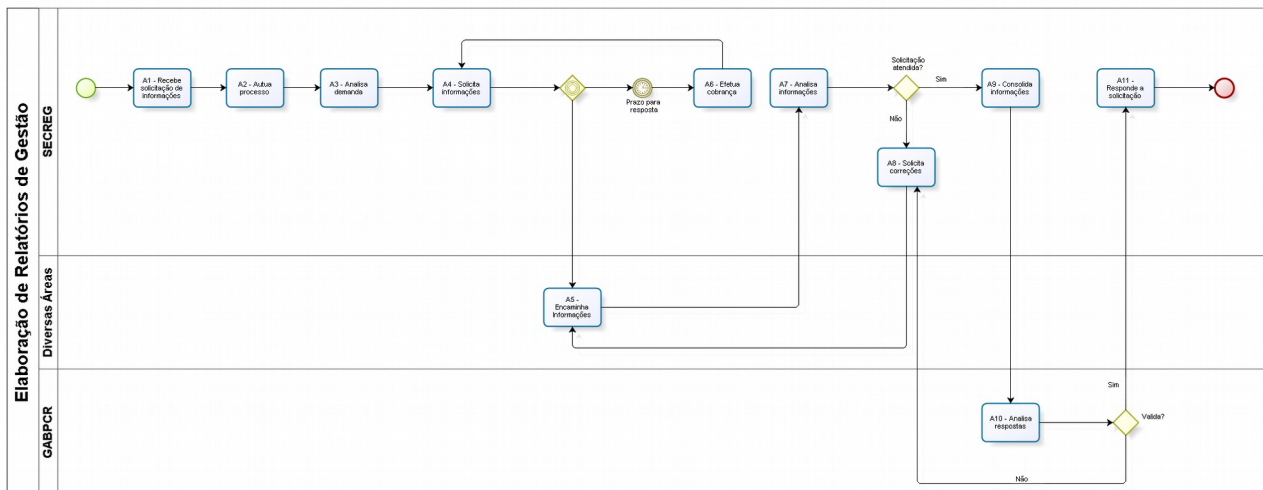 Elaboração de Relatórios de Gestão
SECREG
A1 - Recebe
solicitação de
informações
A2 - Autua
processo
A3 - Analisa
demanda
A4 - Solicita
informações
Prazo para
resposta
A6 - Efetua
cobrança
A7 - Analisa
informações
Solicitação
atendida?
Sim
Não
A8 - Solicita
correções
A9 - Consolida
informações
A11 -
Responde a
solicitação
Diversas Áreas
A5 -
Encaminha
Informações
GABPCR
A10 - Analisa
respostas
Sim
Valida?
Não